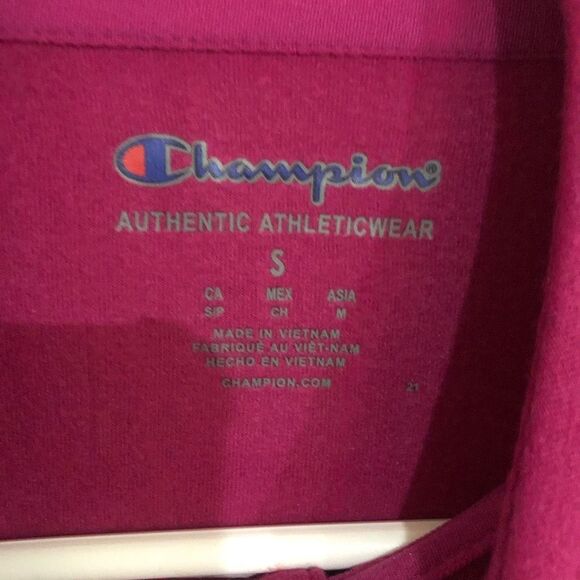 Champion®
AUTHENTIC ATHLETICWEAR
S
CA MEX ASIA
S/P CH M
MADE IN VIETNAM
FABRIQUÉ AU VIÊT-NAM
HECHO EN VIETNAM
CHAMPION.COM 21